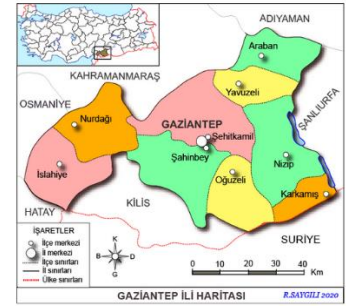 ADIYAMAN
Araban
KAHRAMANMARAŞ
Yavuzeli
OSMANİYE
Nurdağı
GAZİANTEP
Şehitkamil
ŞANLIURFA
Şahinbey
İslahiye
Oğuzeli
Nizip
Karkamış
HATAY
KİLİS
SURİYE
İŞARETLER
İlçe merkezi
İl merkezi
İlçe sınırları
İl sınırları
Ülke sınırları
K
B
D
G
0 10 20 30 40
Km
GAZİANTEP İLİ HARİTASI
R.SAYGILI 2020